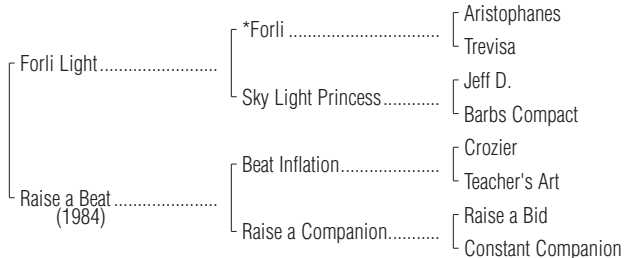 Aristophanes
*Forli ..................................
Trevisa
Forli Light..........................
Jeff D.
Sky Light Princess............
Barbs Compact
Crozier
Beat Inflation......................
Teacher's Art
Raise a Beat .......................
(1984)
Raise a Bid
Raise a Companion...........
Constant Companion